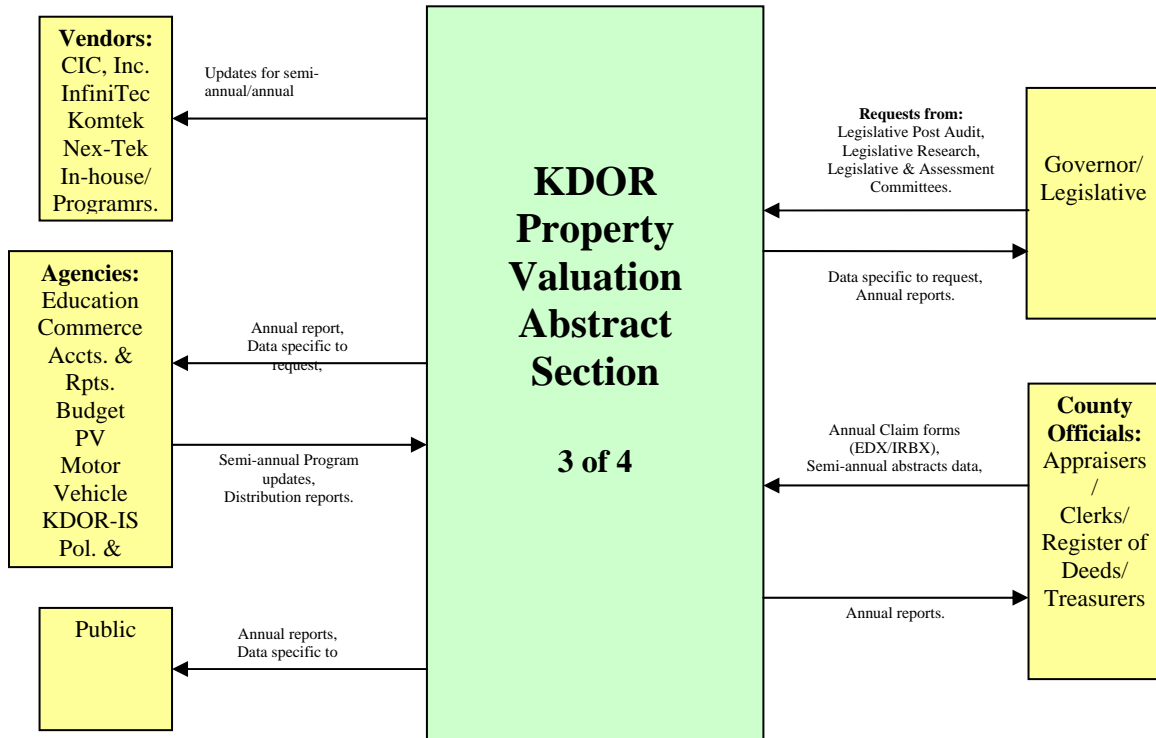 Vendors:
CIC, Inc.
InfiniTec
Komtek
Nex-Tek
In-house/
Programrs.
Updates for semi-
annual/annual
Agencies:
Education
Commerce
Accts. &
Rpts.
Budget
PV
Motor
Vehicle
KDOR-IS
Pol. &
Annual report,
Data specific to
request,
Semi-annual Program
updates,
Distribution reports.
Public
Annual reports,
Data specific to
KDOR
Property
Valuation
Abstract
Section
3 of 4
Requests from:
Legislative Post Audit,
Legislative Research,
Legislative & Assessment
Committees.
Governor/
Legislative
Data specific to request,
Annual reports.
Annual Claim forms
(EDX/IRBX),
Semi-annual abstracts data,
County
Officials:
Appraisers
/
Clerks/
Register of
Deeds/
Treasurers
Annual reports.